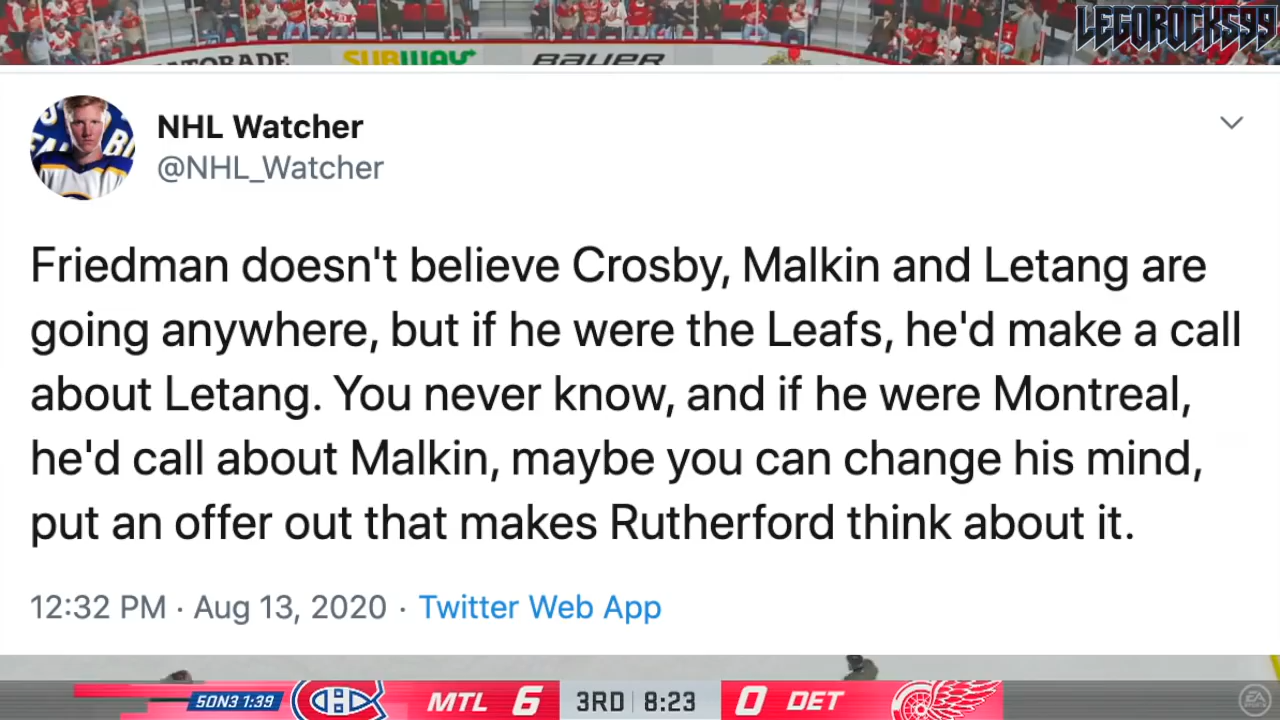 LEGOROCKS99
TORADE SUBWAY BAUER
NHL Watcher
@NHL_Watcher
Friedman doesn't believe Crosby, Malkin and Letang are
going anywhere, but if he were the Leafs, he'd make a call
about Letang. You never know, and if he were Montreal,
he'd call about Malkin, maybe you can change his mind,
put an offer out that makes Rutherford think about it.
12:32 PM · Aug 13, 2020 · Twitter Web App
5ON3 1:39 MTL 6 3RD 8:23 0 DET
EA